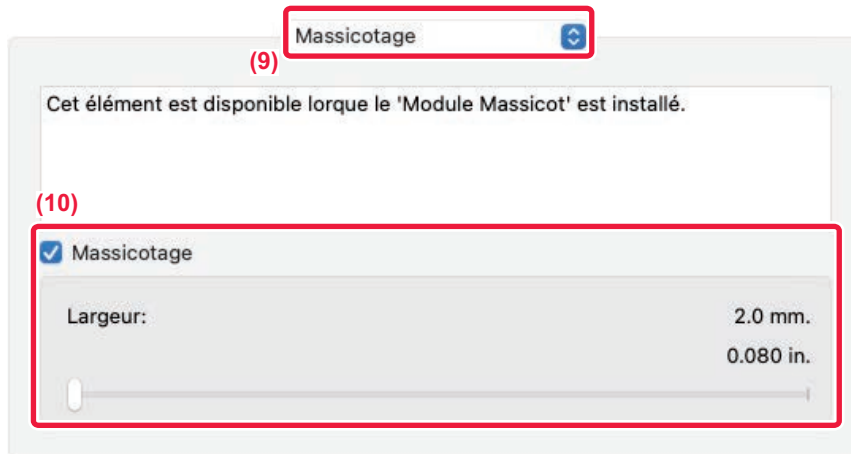 Massicotage
(9)
Cet élément est disponible lorque le 'Module Massicot' est installé.
(10)
Massicotage
Largeur:
2.0 mm.
0.080 in.